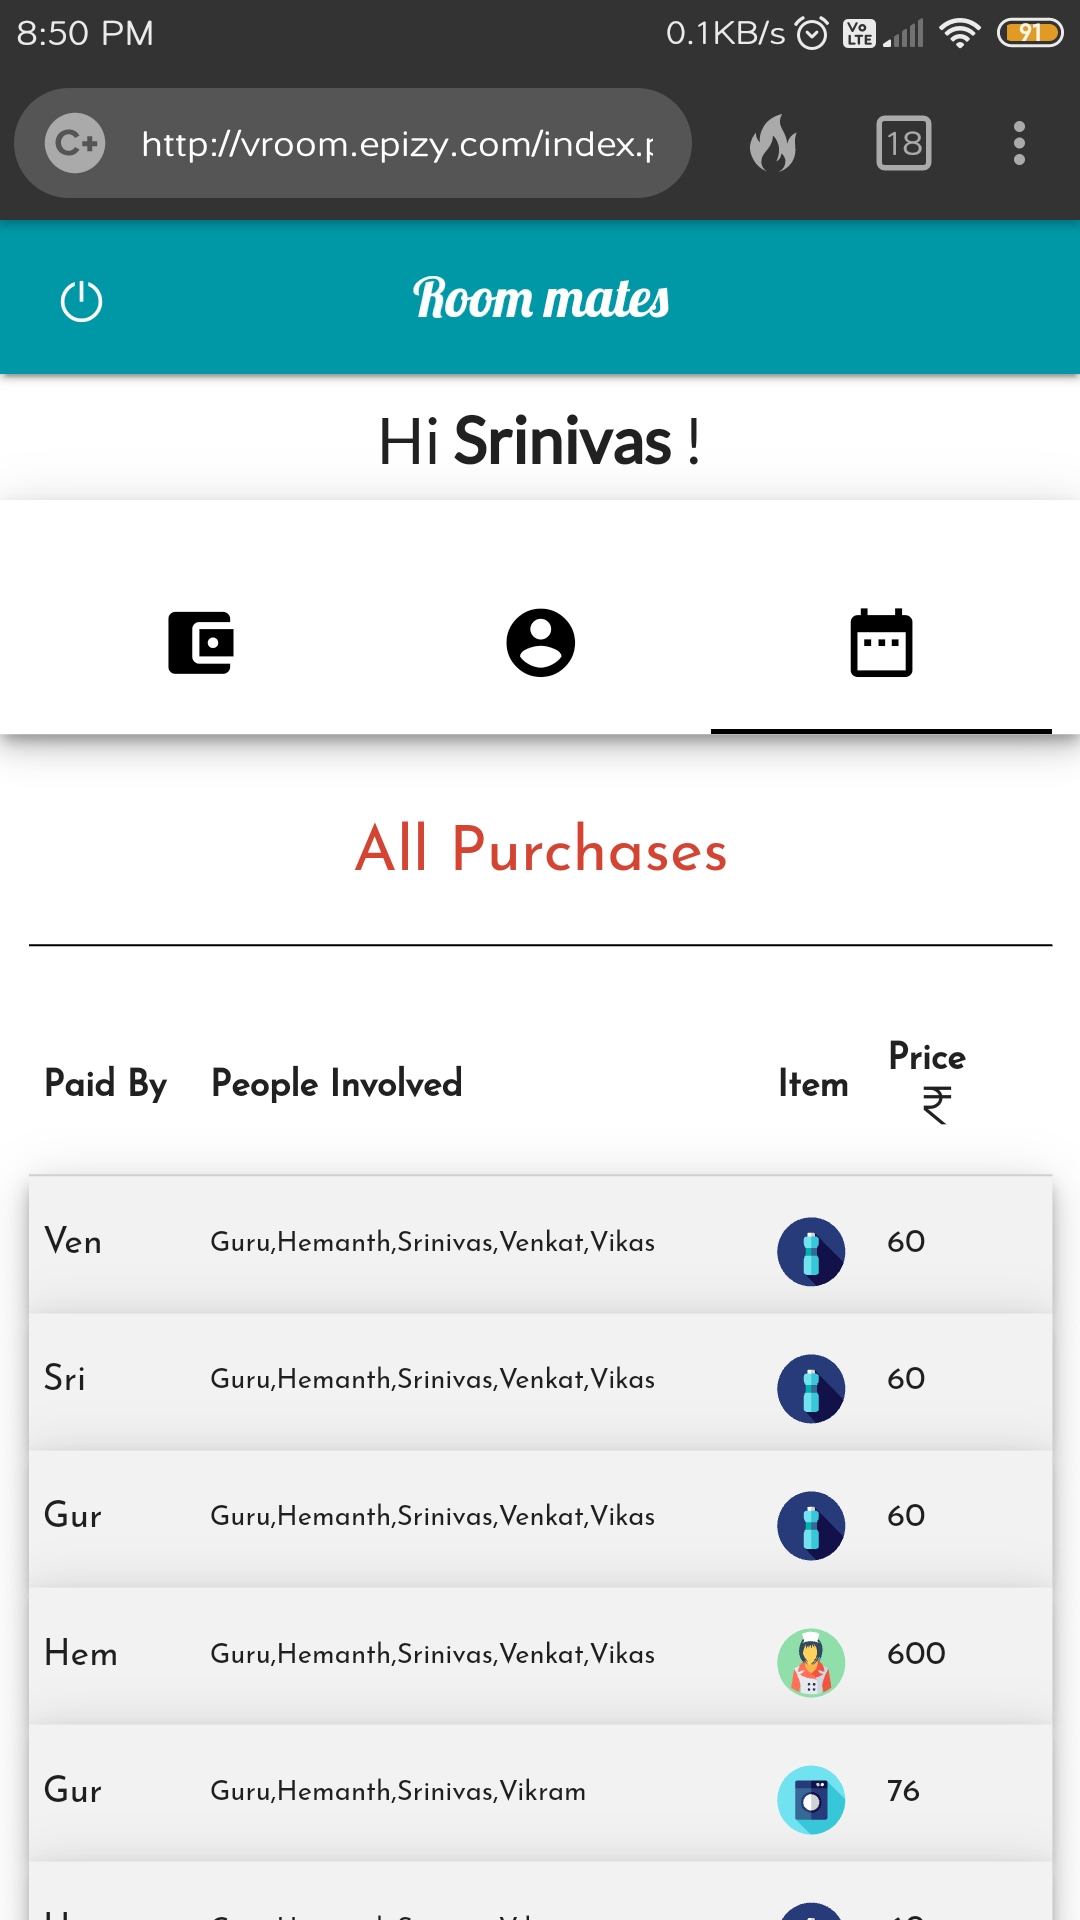 8:50 PM 0.1KB/s Vo LTE 91
C+ http://vroom.epizy.com/index.p 18
Room mates
Hi Srinivas !
All Purchases
Paid By People Involved Item Price ₹
Ven Guru,Hemanth,Srinivas,Venkat,Vikas 60
Sri Guru,Hemanth,Srinivas,Venkat,Vikas 60
Gur Guru,Hemanth,Srinivas,Venkat,Vikas 60
Hem Guru,Hemanth,Srinivas,Venkat,Vikas 600
Gur Guru,Hemanth,Srinivas,Vikram 76